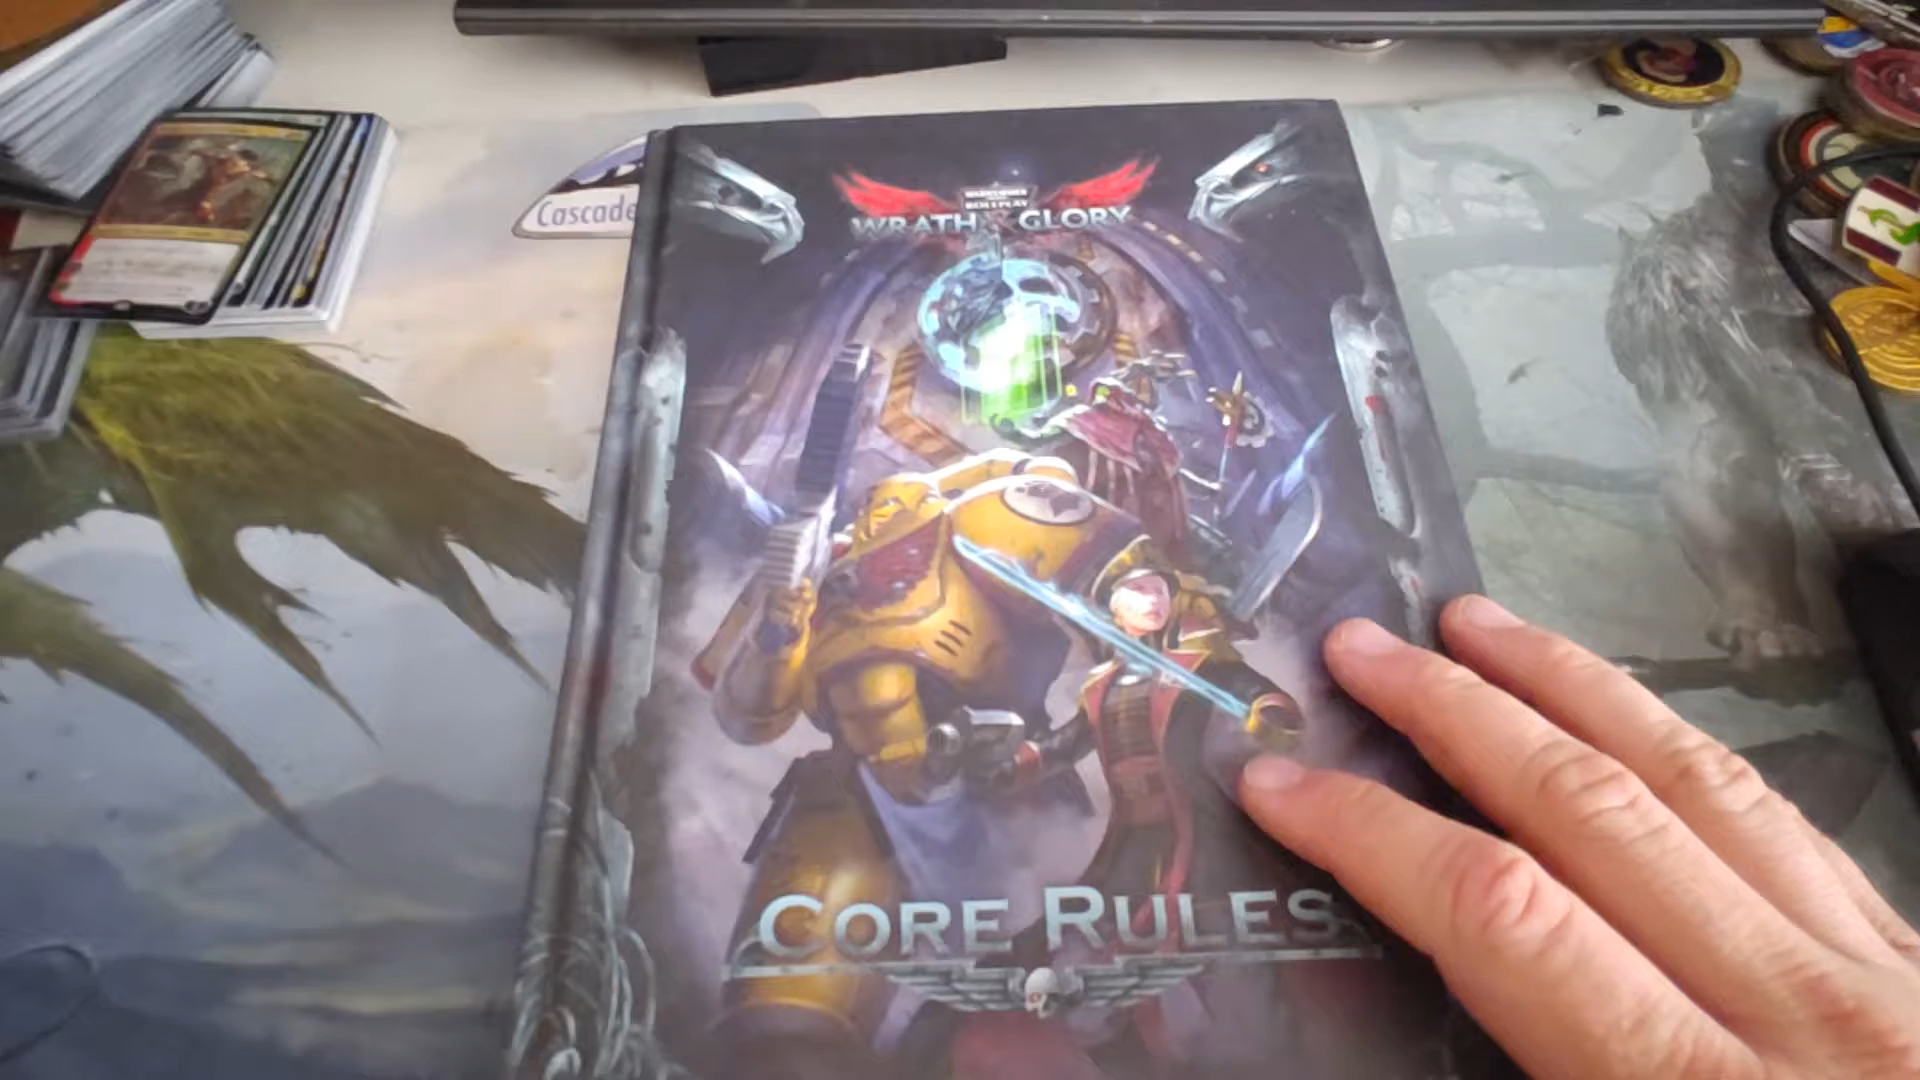 Cascade
WARHAMMER
ROLEPLAY
WRATH & GLORY
CORE RULES